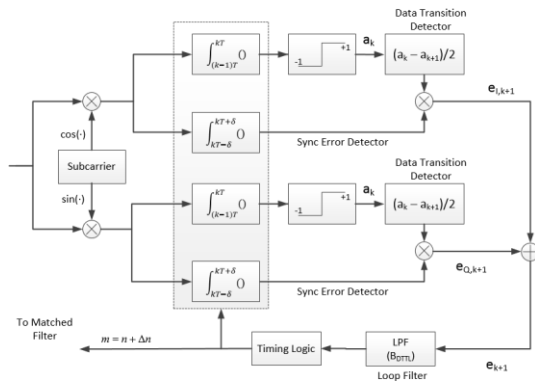 Data Transition
Detector
∫_{(k−1)T}^{kT} ()
-1 +1
a_k
(a_k − a_{k+1})/2
e_{I,k+1}
cos(·)
∫_{kT−δ}^{kT+δ} ()
Sync Error Detector
Subcarrier
Data Transition
Detector
sin(·)
∫_{(k−1)T}^{kT} ()
-1 +1
a_k
(a_k − a_{k+1})/2
e_{Q,k+1}
∫_{kT−δ}^{kT+δ} ()
Sync Error Detector
To Matched
Filter
m = n + Δn
Timing Logic
LPF
(B_{DTTL})
Loop Filter
e_{k+1}